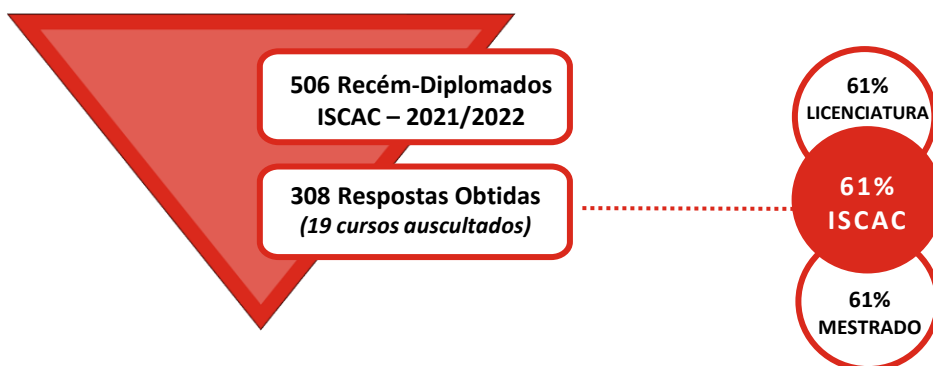 506 Recém-Diplomados
ISCAC – 2021/2022
308 Respostas Obtidas
(19 cursos auscultados)
61%
LICENCIATURA
61%
ISCAC
61%
MESTRADO